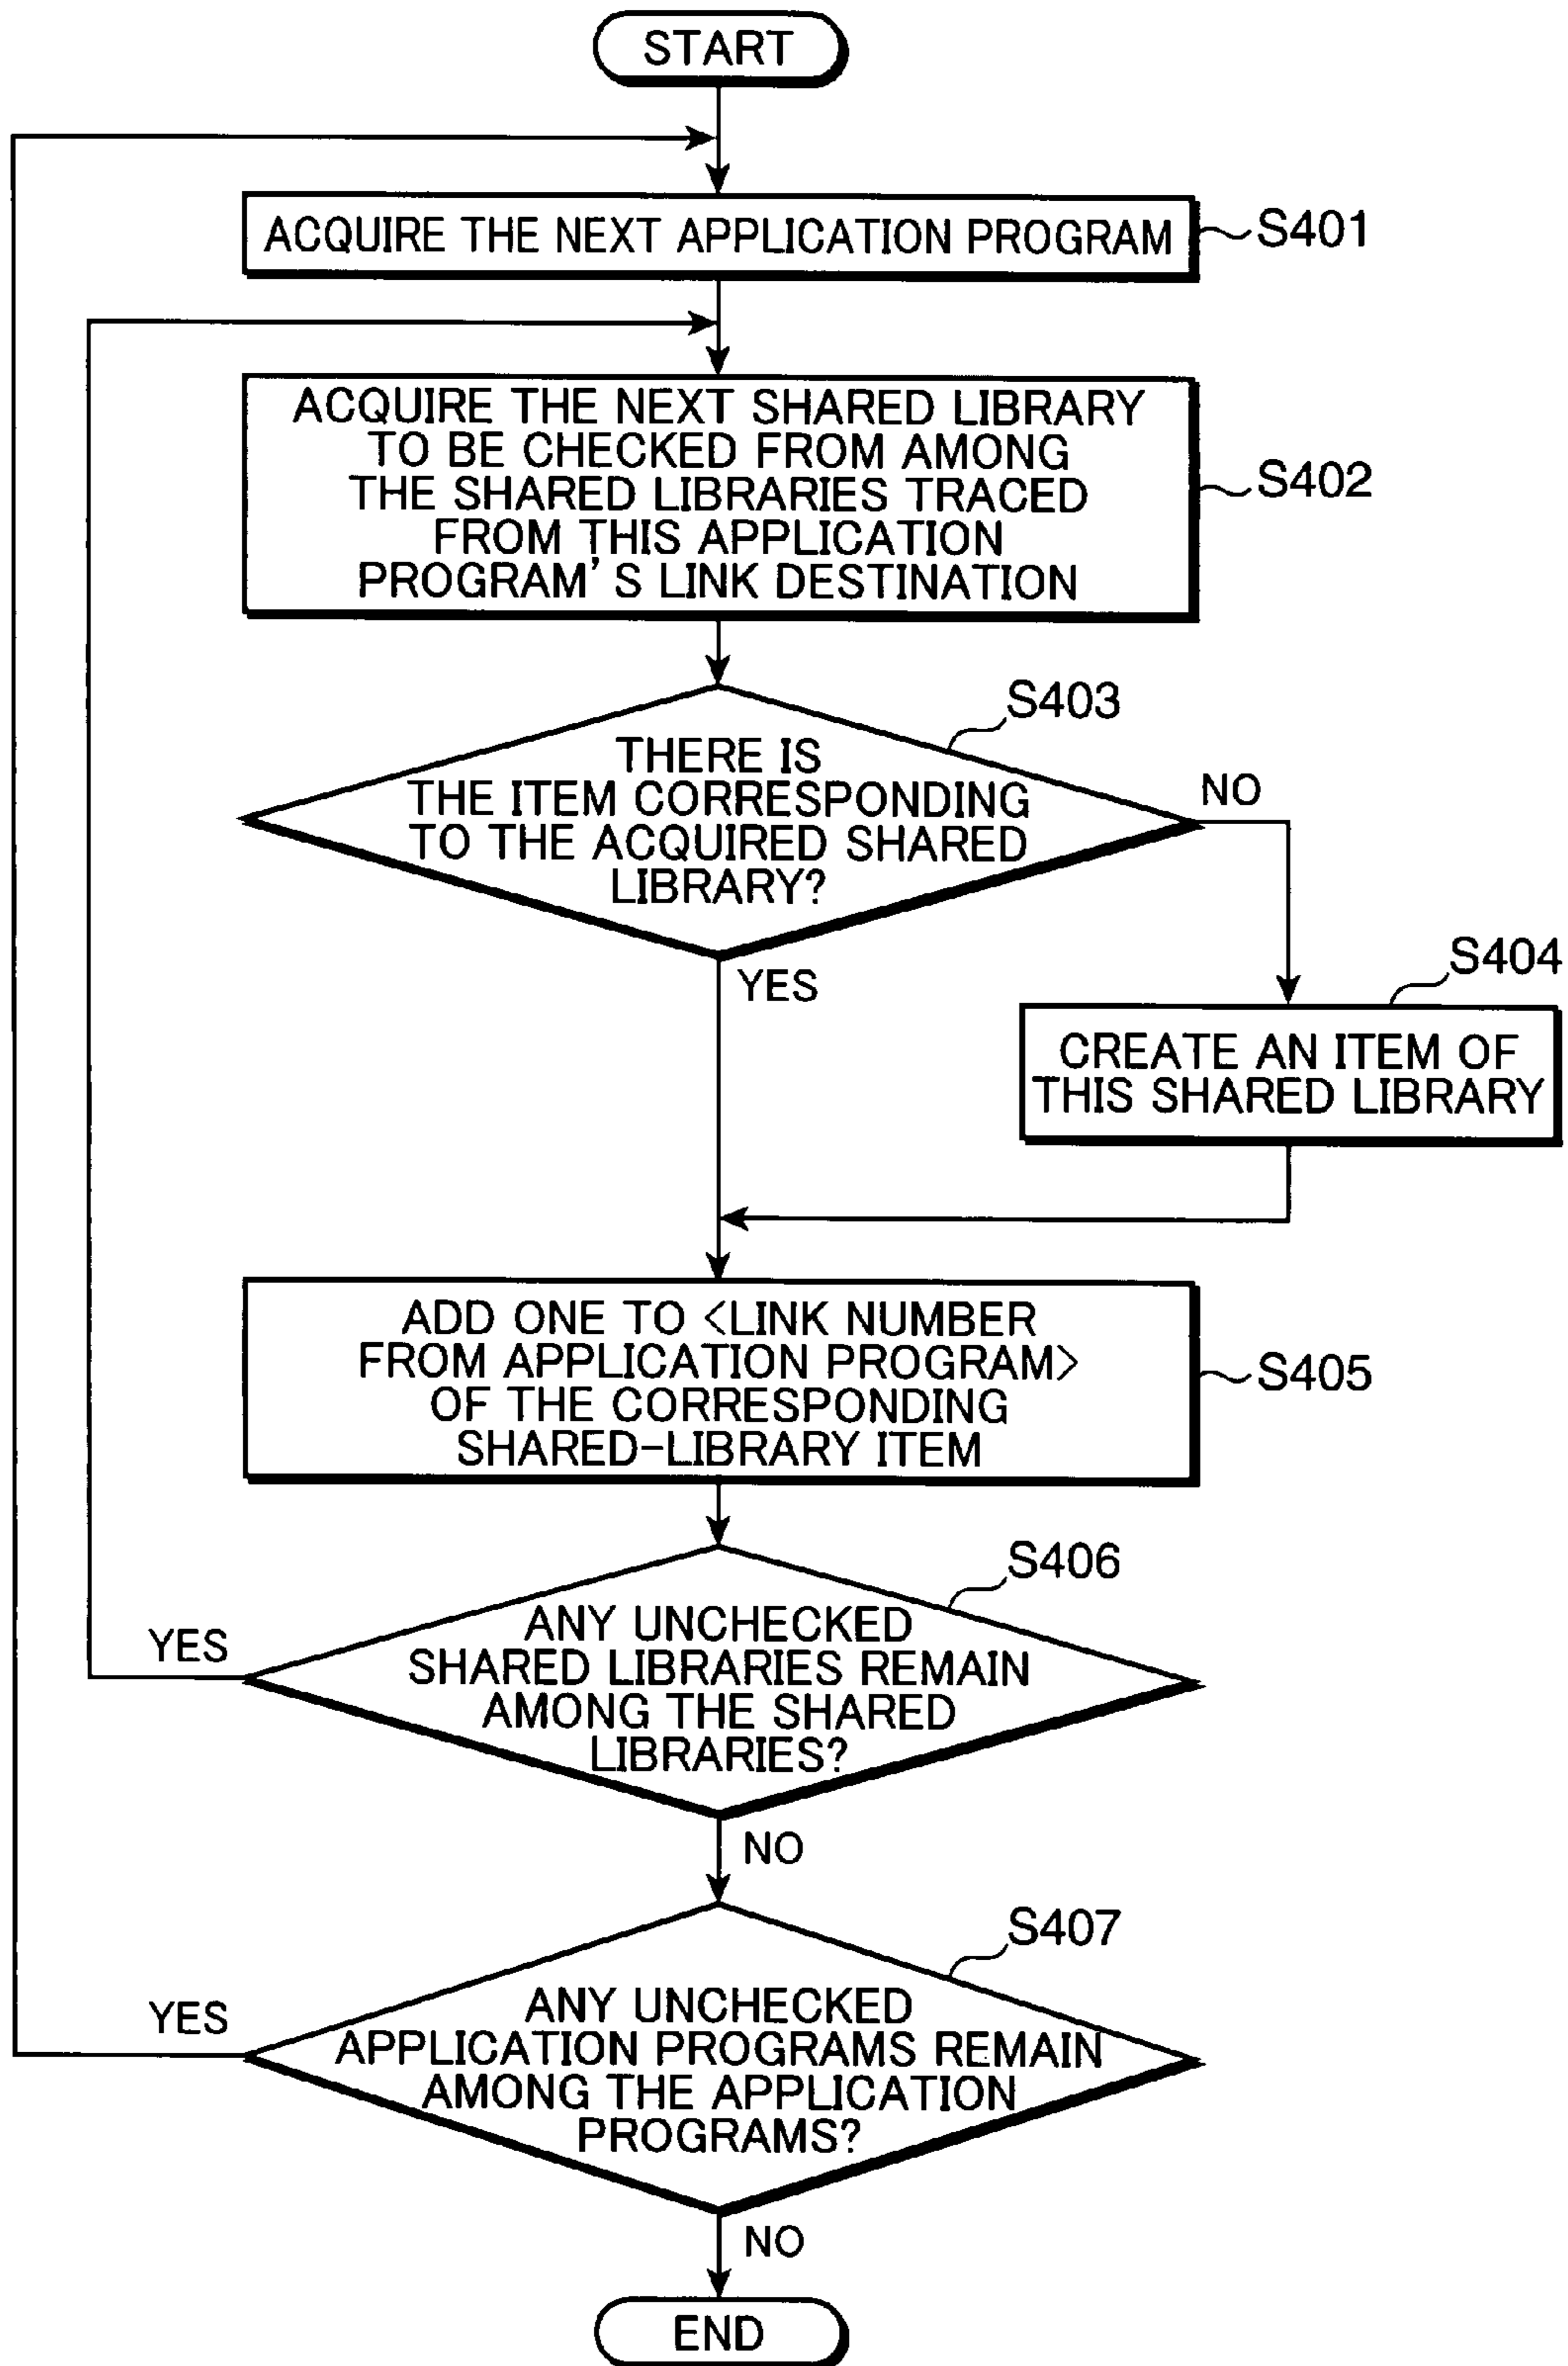 START
ACQUIRE THE NEXT APPLICATION PROGRAM
S401
ACQUIRE THE NEXT SHARED LIBRARY
TO BE CHECKED FROM AMONG
THE SHARED LIBRARIES TRACED
FROM THIS APPLICATION
PROGRAM'S LINK DESTINATION
S402
S403
THERE IS
THE ITEM CORRESPONDING
TO THE ACQUIRED SHARED
LIBRARY?
NO
YES
S404
CREATE AN ITEM OF
THIS SHARED LIBRARY
ADD ONE TO <LINK NUMBER
FROM APPLICATION PROGRAM>
OF THE CORRESPONDING
SHARED-LIBRARY ITEM
S405
S406
ANY UNCHECKED
SHARED LIBRARIES REMAIN
AMONG THE SHARED
LIBRARIES?
YES
NO
S407
ANY UNCHECKED
APPLICATION PROGRAMS REMAIN
AMONG THE APPLICATION
PROGRAMS?
YES
NO
END